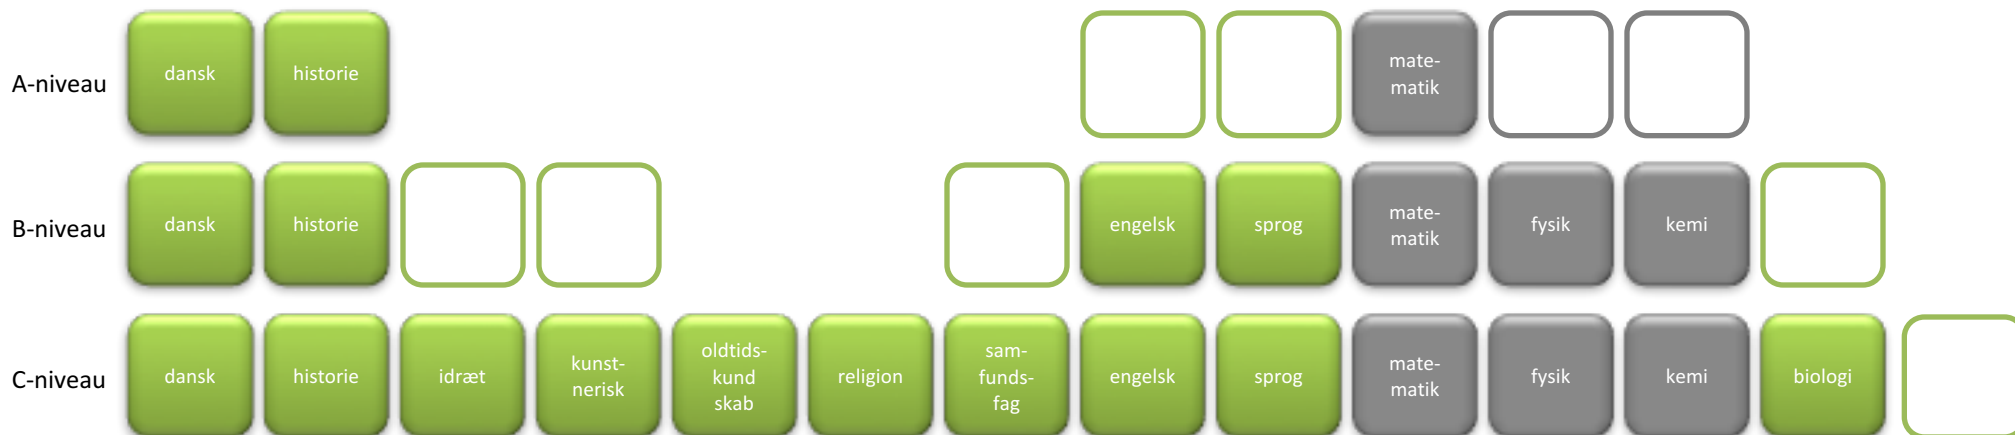 A-niveau
dansk
historie
mate-
matik
B-niveau
dansk
historie
engelsk
sprog
mate-
matik
fysik
kemi
C-niveau
dansk
historie
idræt
kunst-
nerisk
oldtids-
kund
skab
religion
sam-
funds-
fag
engelsk
sprog
mate-
matik
fysik
kemi
biologi